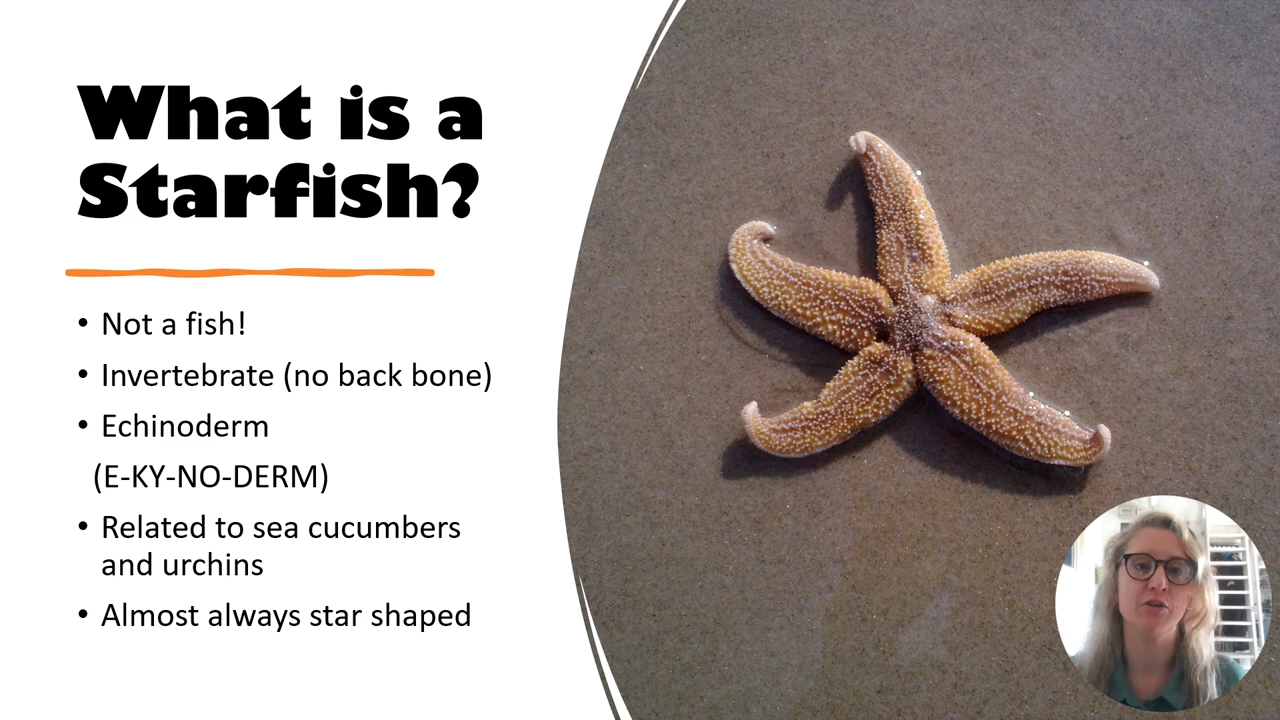 What is a
Starfish?
• Not a fish!
• Invertebrate (no back bone)
• Echinoderm
(E-KY-NO-DERM)
• Related to sea cucumbers
and urchins
• Almost always star shaped